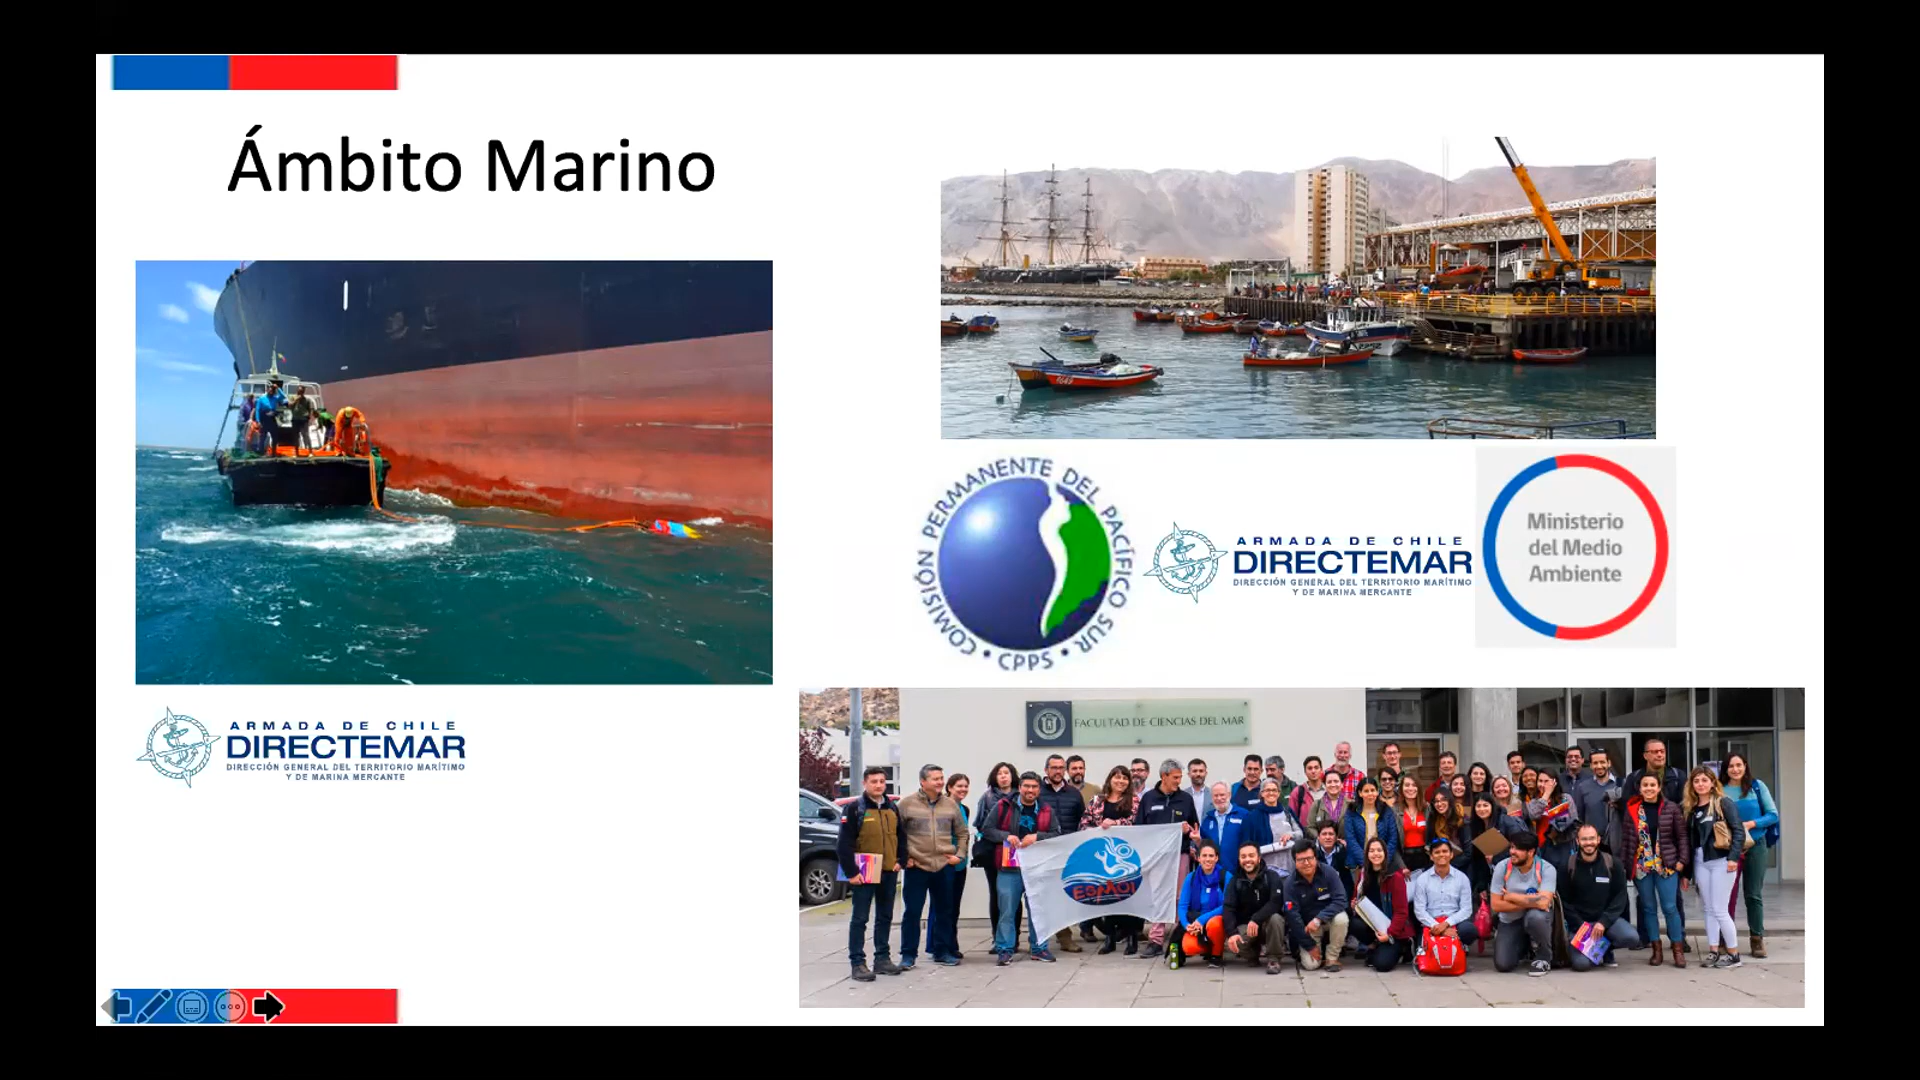 Ámbito Marino
ARMADA DE CHILE
DIRECTEMAR
DIRECCIÓN GENERAL DEL TERRITORIO MARÍTIMO
Y DE MARINA MERCANTE
COMISIÓN PERMANENTE DEL PACÍFICO SUR
• CPPS •
ARMADA DE CHILE
DIRECTEMAR
DIRECCIÓN GENERAL DEL TERRITORIO MARÍTIMO
Y DE MARINA MERCANTE
Ministerio
del Medio
Ambiente
FACULTAD DE CIENCIAS DEL MAR
ESMOI